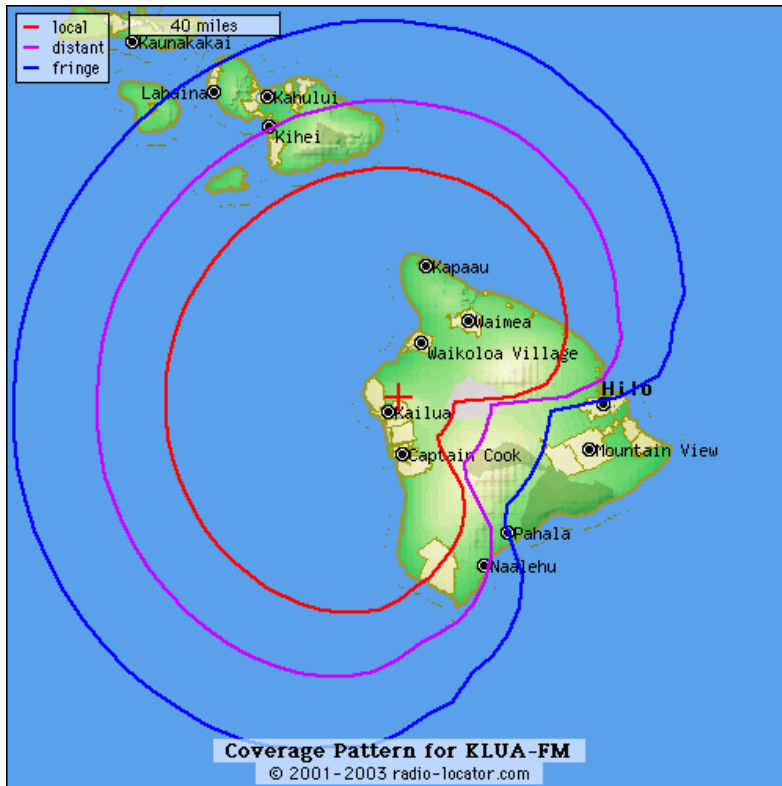 local
distant
fringe
40 miles
Kaunakakai
Lahaina
Kahului
Kihei
Kapaau
Waimea
Waikoloa Village
Hilo
Kailua
Captain Cook
Mountain View
Pahala
Naalehu
Coverage Pattern for KLUA-FM
© 2001-2003 radio-locator.com